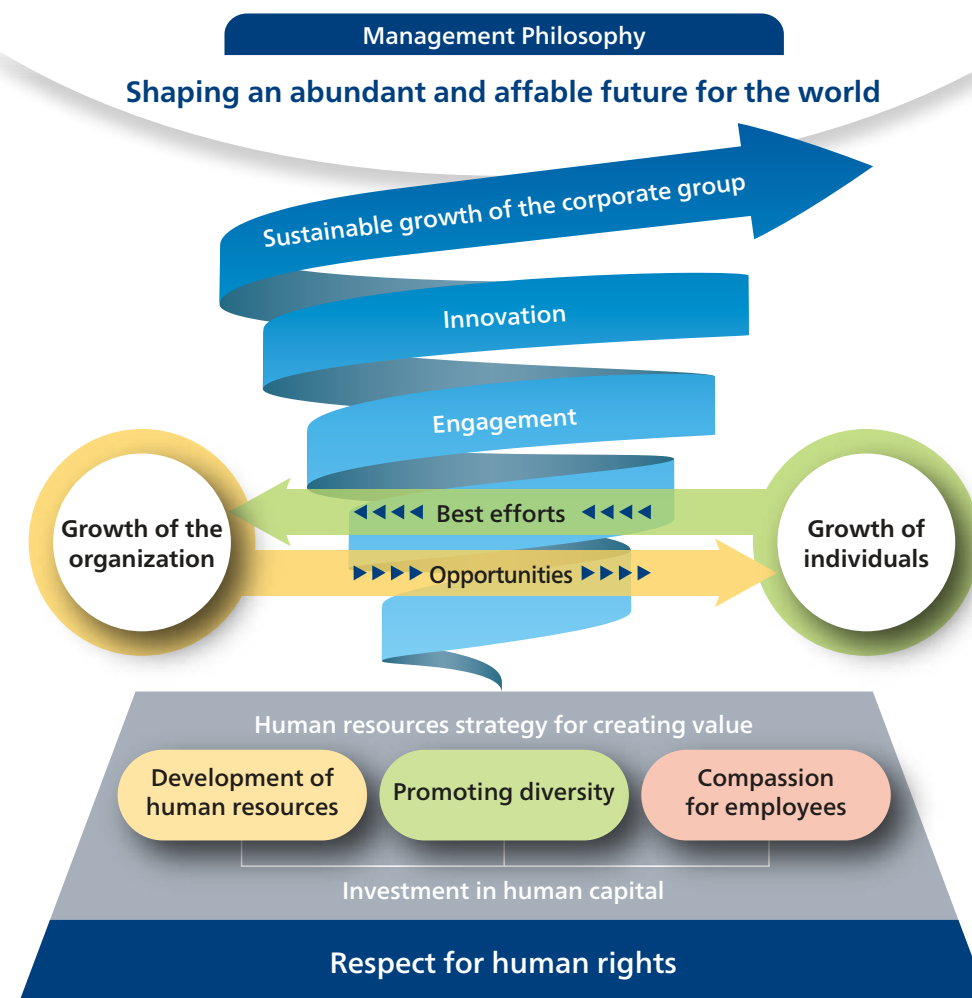 Management Philosophy
Shaping an abundant and affable future for the world
Sustainable growth of the corporate group
Innovation
Engagement
Growth of the
organization
Best efforts
Opportunities
Growth of
individuals
Human resources strategy for creating value
Development of
human resources
Promoting diversity
Compassion
for employees
Investment in human capital
Respect for human rights